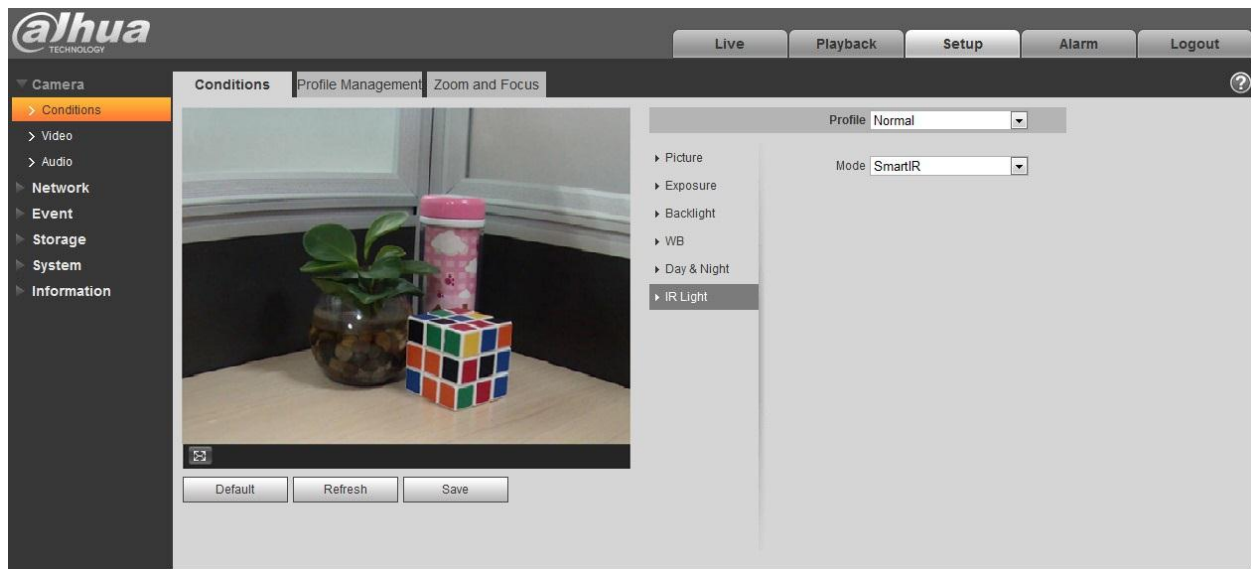 alhua
TECHNOLOGY
Live Playback Setup Alarm Logout
Camera
Conditions
Video
Audio
Network
Event
Storage
System
Information
Conditions Profile Management Zoom and Focus ?
Profile Normal
Picture
Exposure
Backlight
WB
Day & Night
IR Light
Mode SmartIR
Default Refresh Save